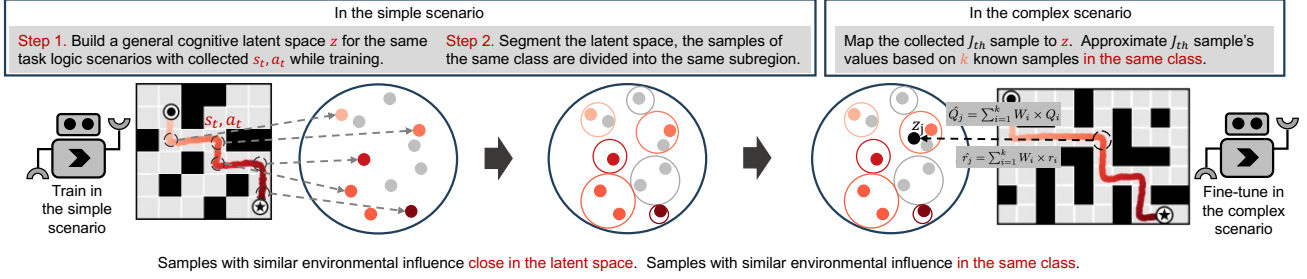 In the simple scenario
Step 1. Build a general cognitive latent space z for the same
task logic scenarios with collected s_t, a_t while training.
Step 2. Segment the latent space, the samples of
the same class are divided into the same subregion.
In the complex scenario
Map the collected J_th sample to z. Approximate J_th sample's
values based on k known samples in the same class.
s_t, a_t
Train in
the simple
scenario
z_j
Q̂_j = ∑_{i=1}^{k} W_i × Q_i
r̂_j = ∑_{i=1}^{k} W_i × r_i
Fine-tune in
the complex
scenario
Samples with similar environmental influence close in the latent space. Samples with similar environmental influence in the same class.